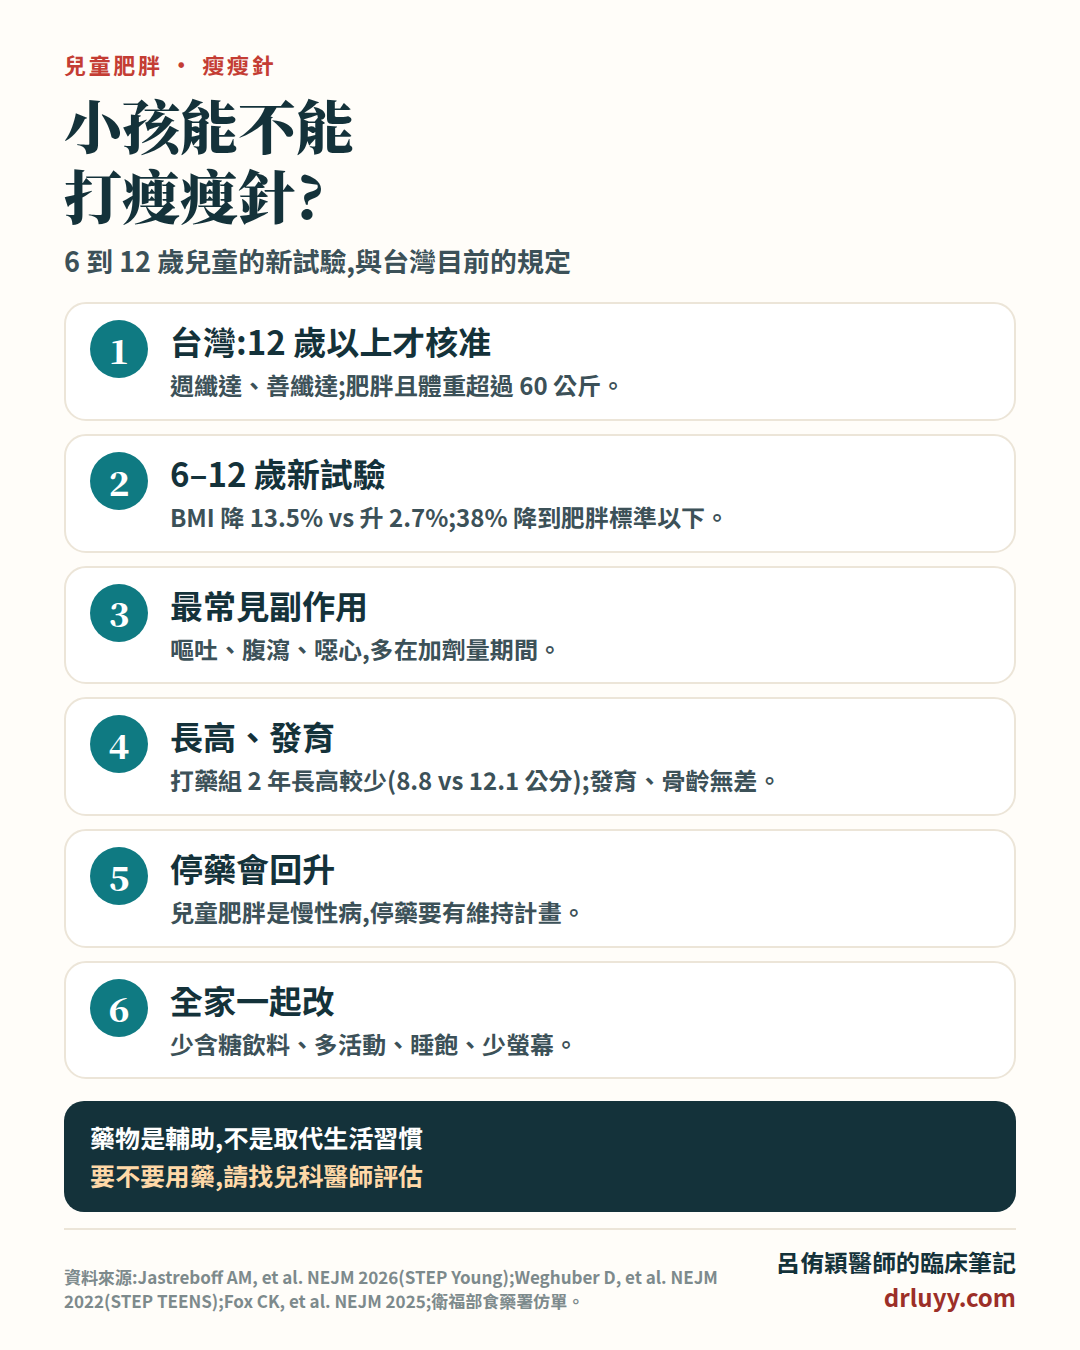 兒童肥胖 · 瘦瘦針
小孩能不能
打瘦瘦針?
6 到 12 歲兒童的新試驗,與台灣目前的規定
1
台灣:12 歲以上才核准
週纖達、善纖達;肥胖且體重超過 60 公斤。
2
6–12 歲新試驗
BMI 降 13.5% vs 升 2.7%;38% 降到肥胖標準以下。
3
最常見副作用
嘔吐、腹瀉、噁心,多在加劑量期間。
4
長高、發育
打藥組 2 年長高較少(8.8 vs 12.1 公分);發育、骨齡無差。
5
停藥會回升
兒童肥胖是慢性病,停藥要有維持計畫。
6
全家一起改
少含糖飲料、多活動、睡飽、少螢幕。
藥物是輔助,不是取代生活習慣
要不要用藥,請找兒科醫師評估
資料來源:Jastreboff AM, et al. NEJM 2026(STEP Young);Weghuber D, et al. NEJM
2022(STEP TEENS);Fox CK, et al. NEJM 2025;衛福部食藥署仿單。
呂侑穎醫師的臨床筆記
drluyy.com